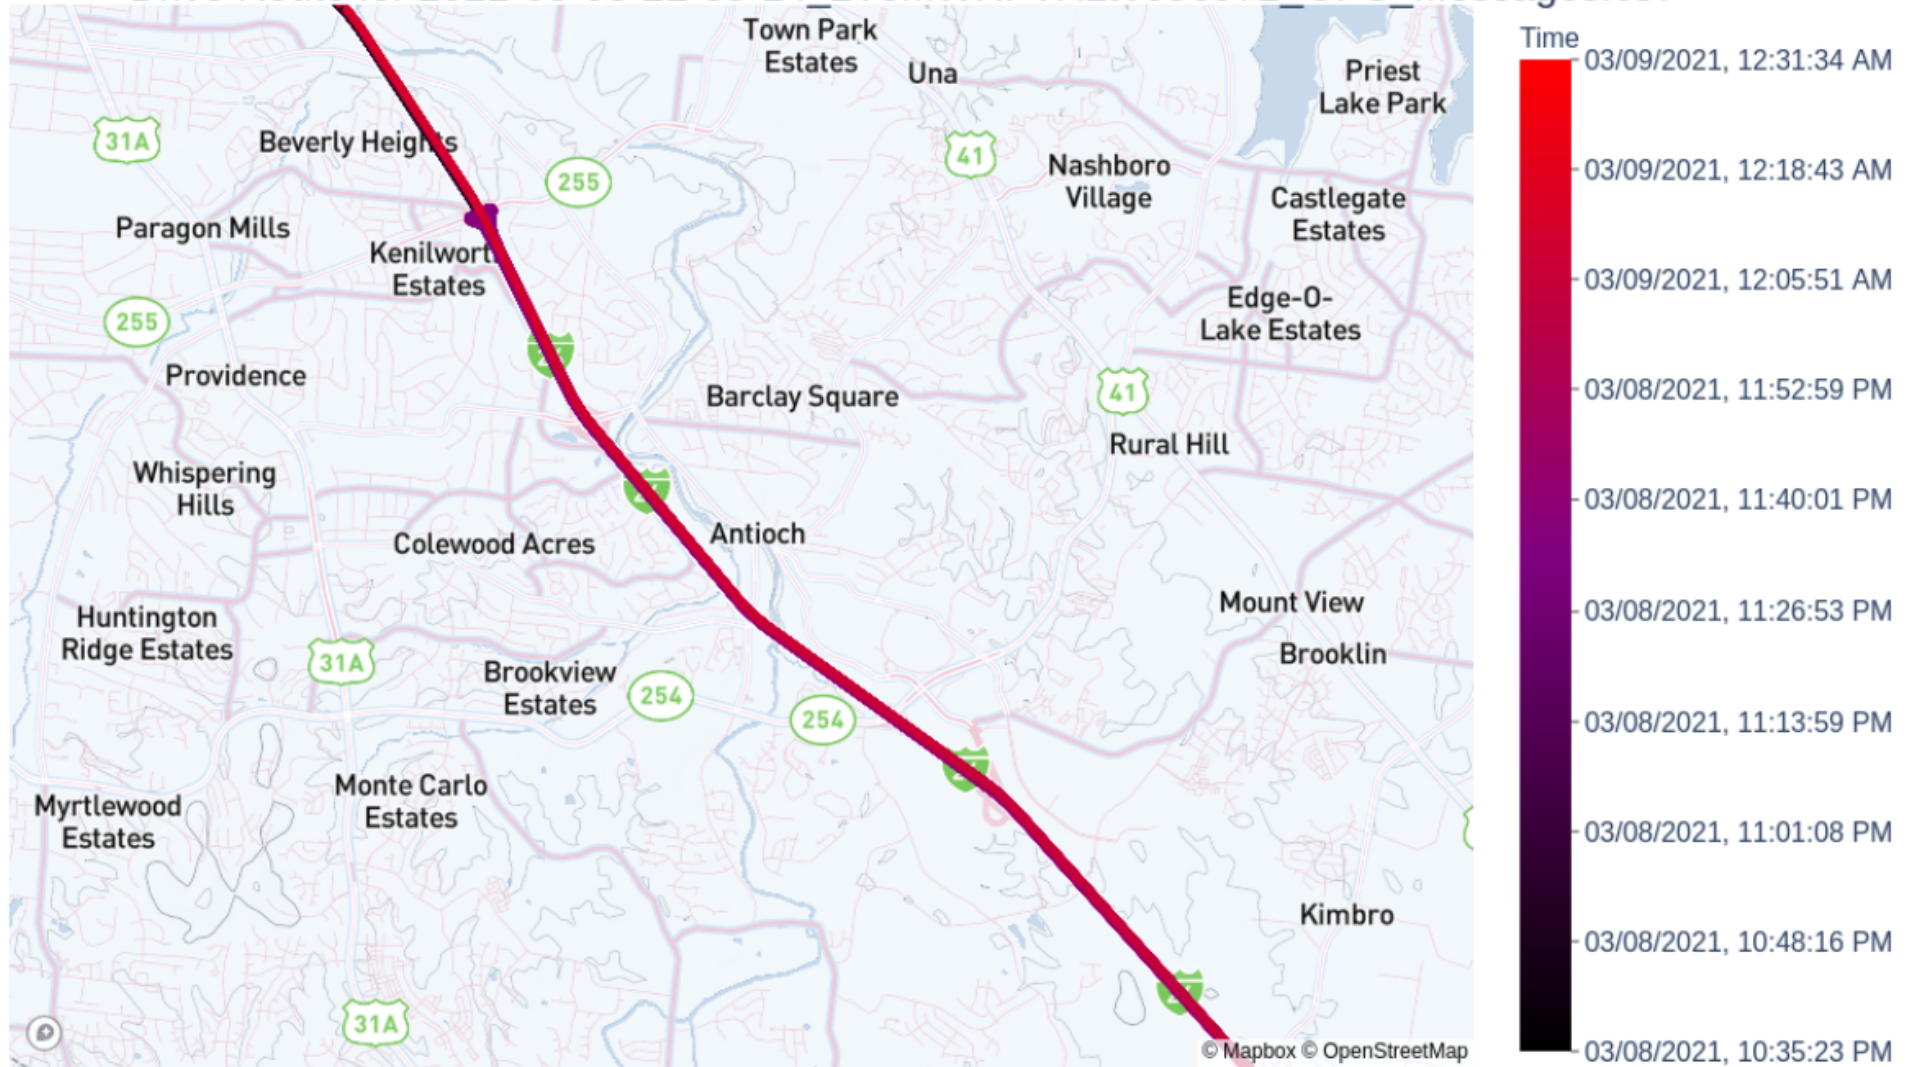 Town Park
Estates
Una
Priest
Lake Park
31A
Beverly Heights
255
41
Nashboro
Village
Castlegate
Estates
Paragon Mills
Estates
255
Edge-O-
Lake Estates
Providence
Barclay Square
41
Rural Hill
Whispering
Hills
Colewood Acres
Antioch
Huntington
Ridge Estates
31A
Mount View
Brooklin
Brookview
Estates
254
254
Monte Carlo
Estates
Myrtlewood
Estates
Kimbro
31A
© Mapbox © OpenStreetMap
Time
03/09/2021, 12:31:34 AM
03/09/2021, 12:18:43 AM
03/09/2021, 12:05:51 AM
03/08/2021, 11:52:59 PM
03/08/2021, 11:40:01 PM
03/08/2021, 11:26:53 PM
03/08/2021, 11:13:59 PM
03/08/2021, 11:01:08 PM
03/08/2021, 10:48:16 PM
03/08/2021, 10:35:23 PM